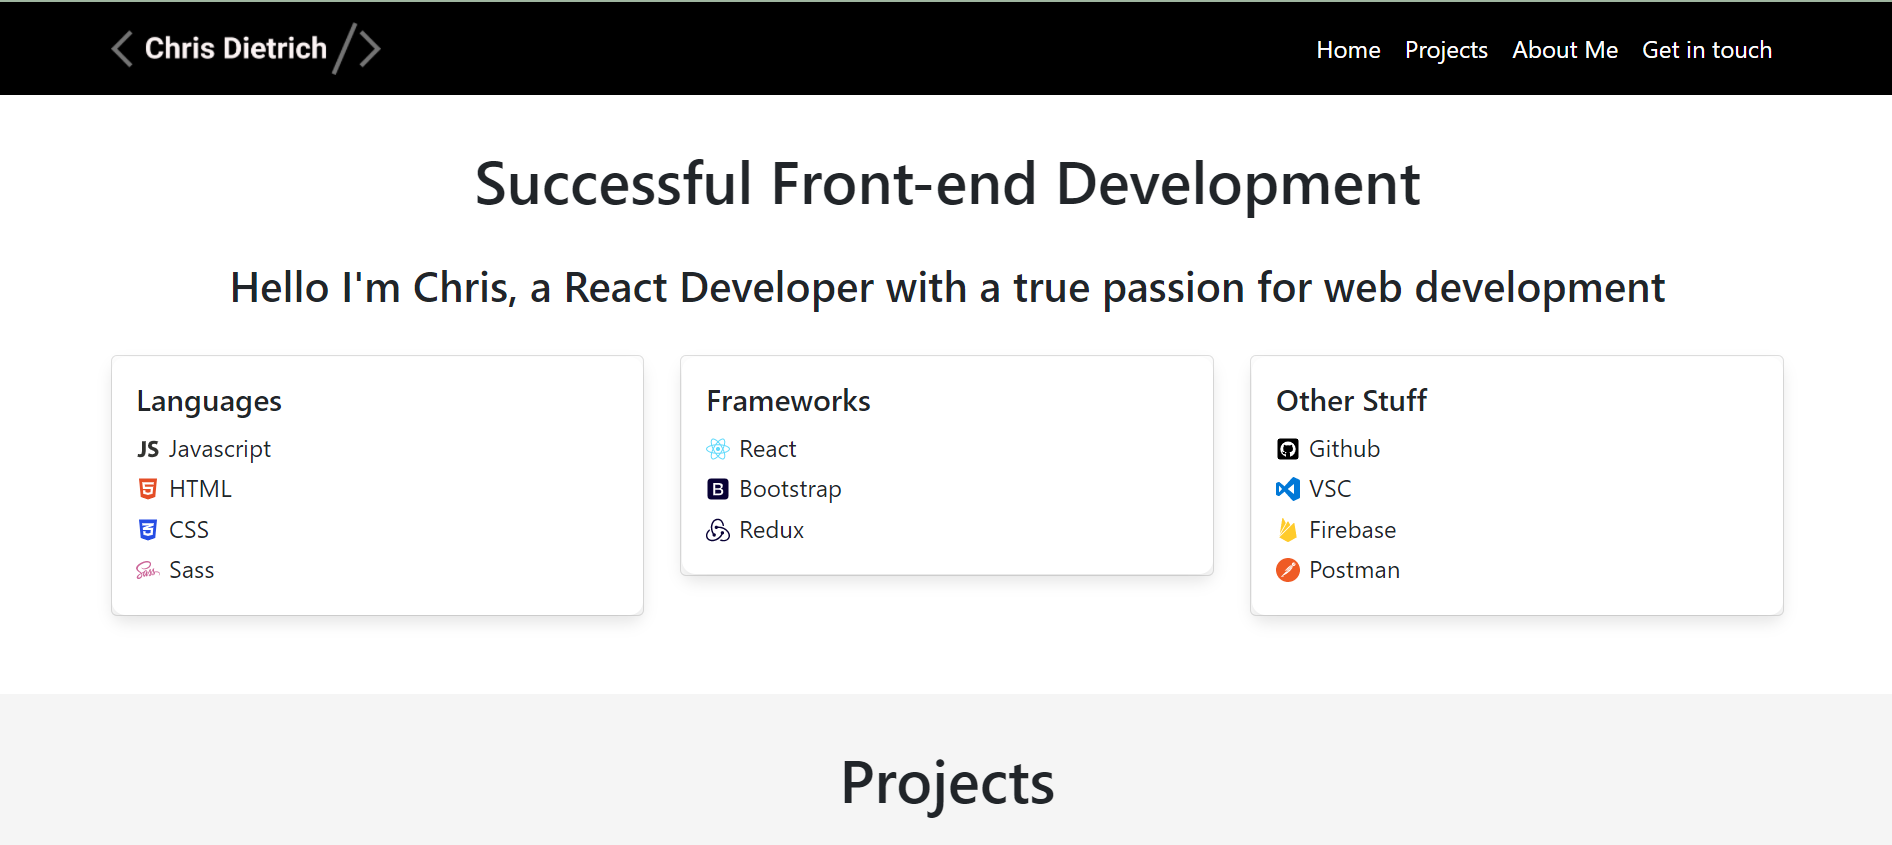 < Chris Dietrich />
Home Projects About Me Get in touch
Successful Front-end Development
Hello I'm Chris, a React Developer with a true passion for web development
Languages
JS Javascript
HTML
CSS
Sass Sass
Frameworks
React
B Bootstrap
Redux
Other Stuff
Github
VSC
Firebase
Postman
Projects